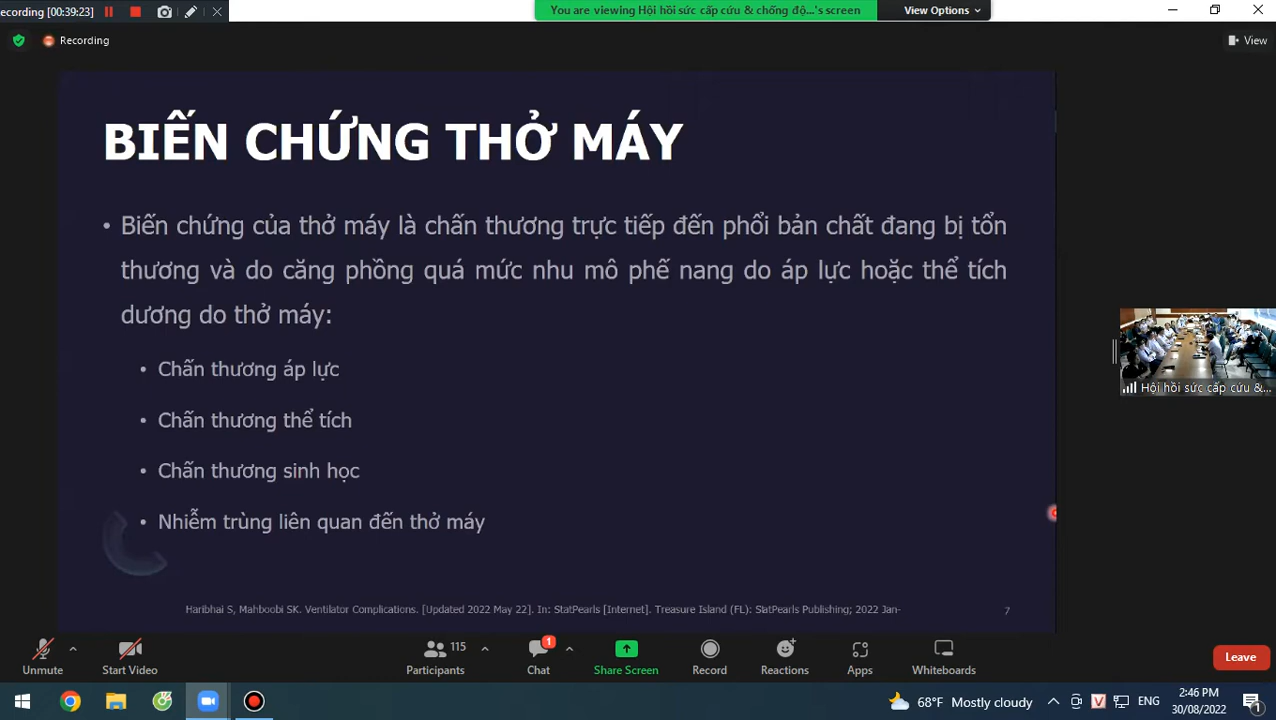 ecording [00:39:23]
You are viewing Hội hồi sức cấp cứu & chống độ...'s screen
View Options
Recording
View
BIẾN CHỨNG THỞ MÁY
• Biến chứng của thở máy là chấn thương trực tiếp đến phổi bản chất đang bị tổn
thương và do căng phồng quá mức nhu mô phế nang do áp lực hoặc thể tích
dương do thở máy:
• Chấn thương áp lực
• Chấn thương thể tích
• Chấn thương sinh học
• Nhiễm trùng liên quan đến thở máy
Hội hồi sức cấp cứu &...
Haribhai S, Mahboobi SK. Ventilator Complications. [Updated 2022 May 22]. In: StatPearls [Internet]. Treasure Island (FL): StatPearls Publishing; 2022 Jan-
7
115
1
Unmute
Start Video
Participants
Chat
Share Screen
Record
Reactions
Apps
Whiteboards
Leave
68°F Mostly cloudy
V
ENG
2:46 PM
30/08/2022
1